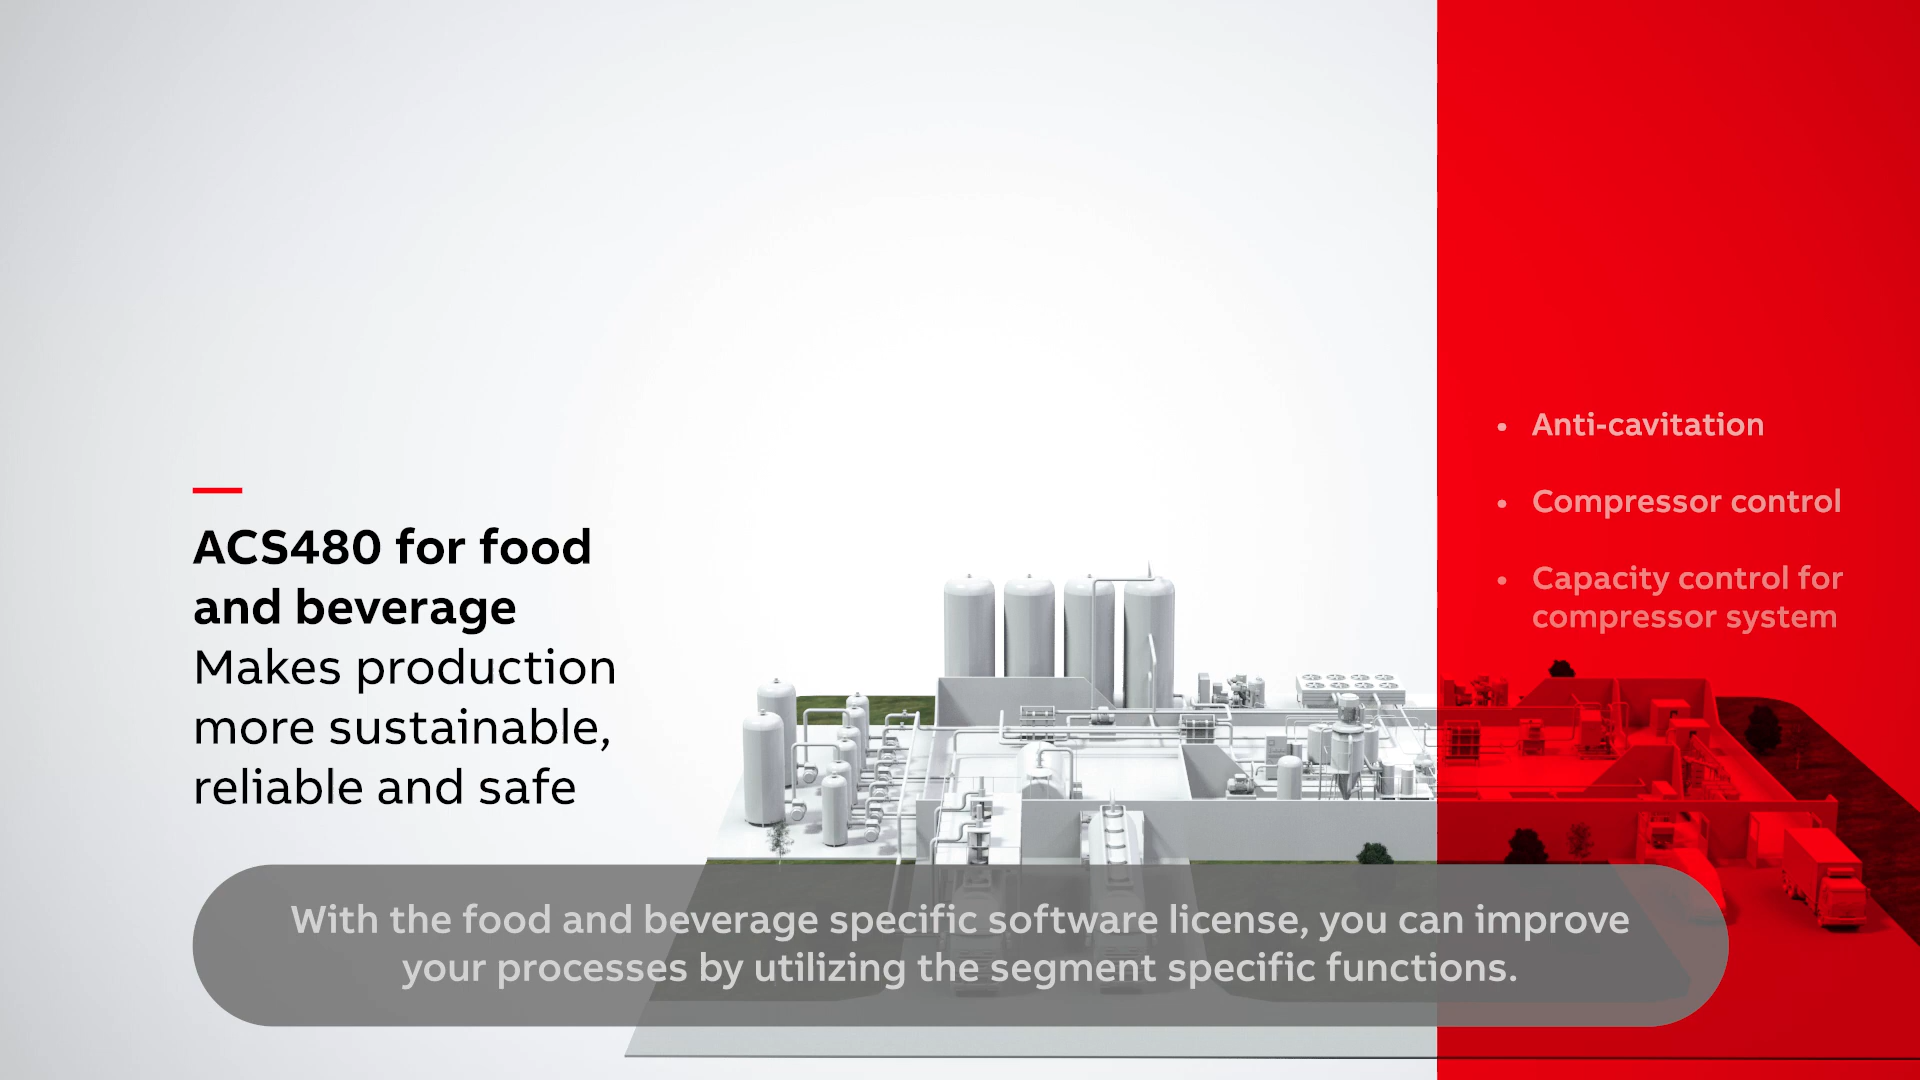 ACS480 for food
and beverage
Makes production
more sustainable,
reliable and safe
• Anti-cavitation
• Compressor control
• Capacity control for
compressor system
With the food and beverage specific software license, you can improve
your processes by utilizing the segment specific functions.